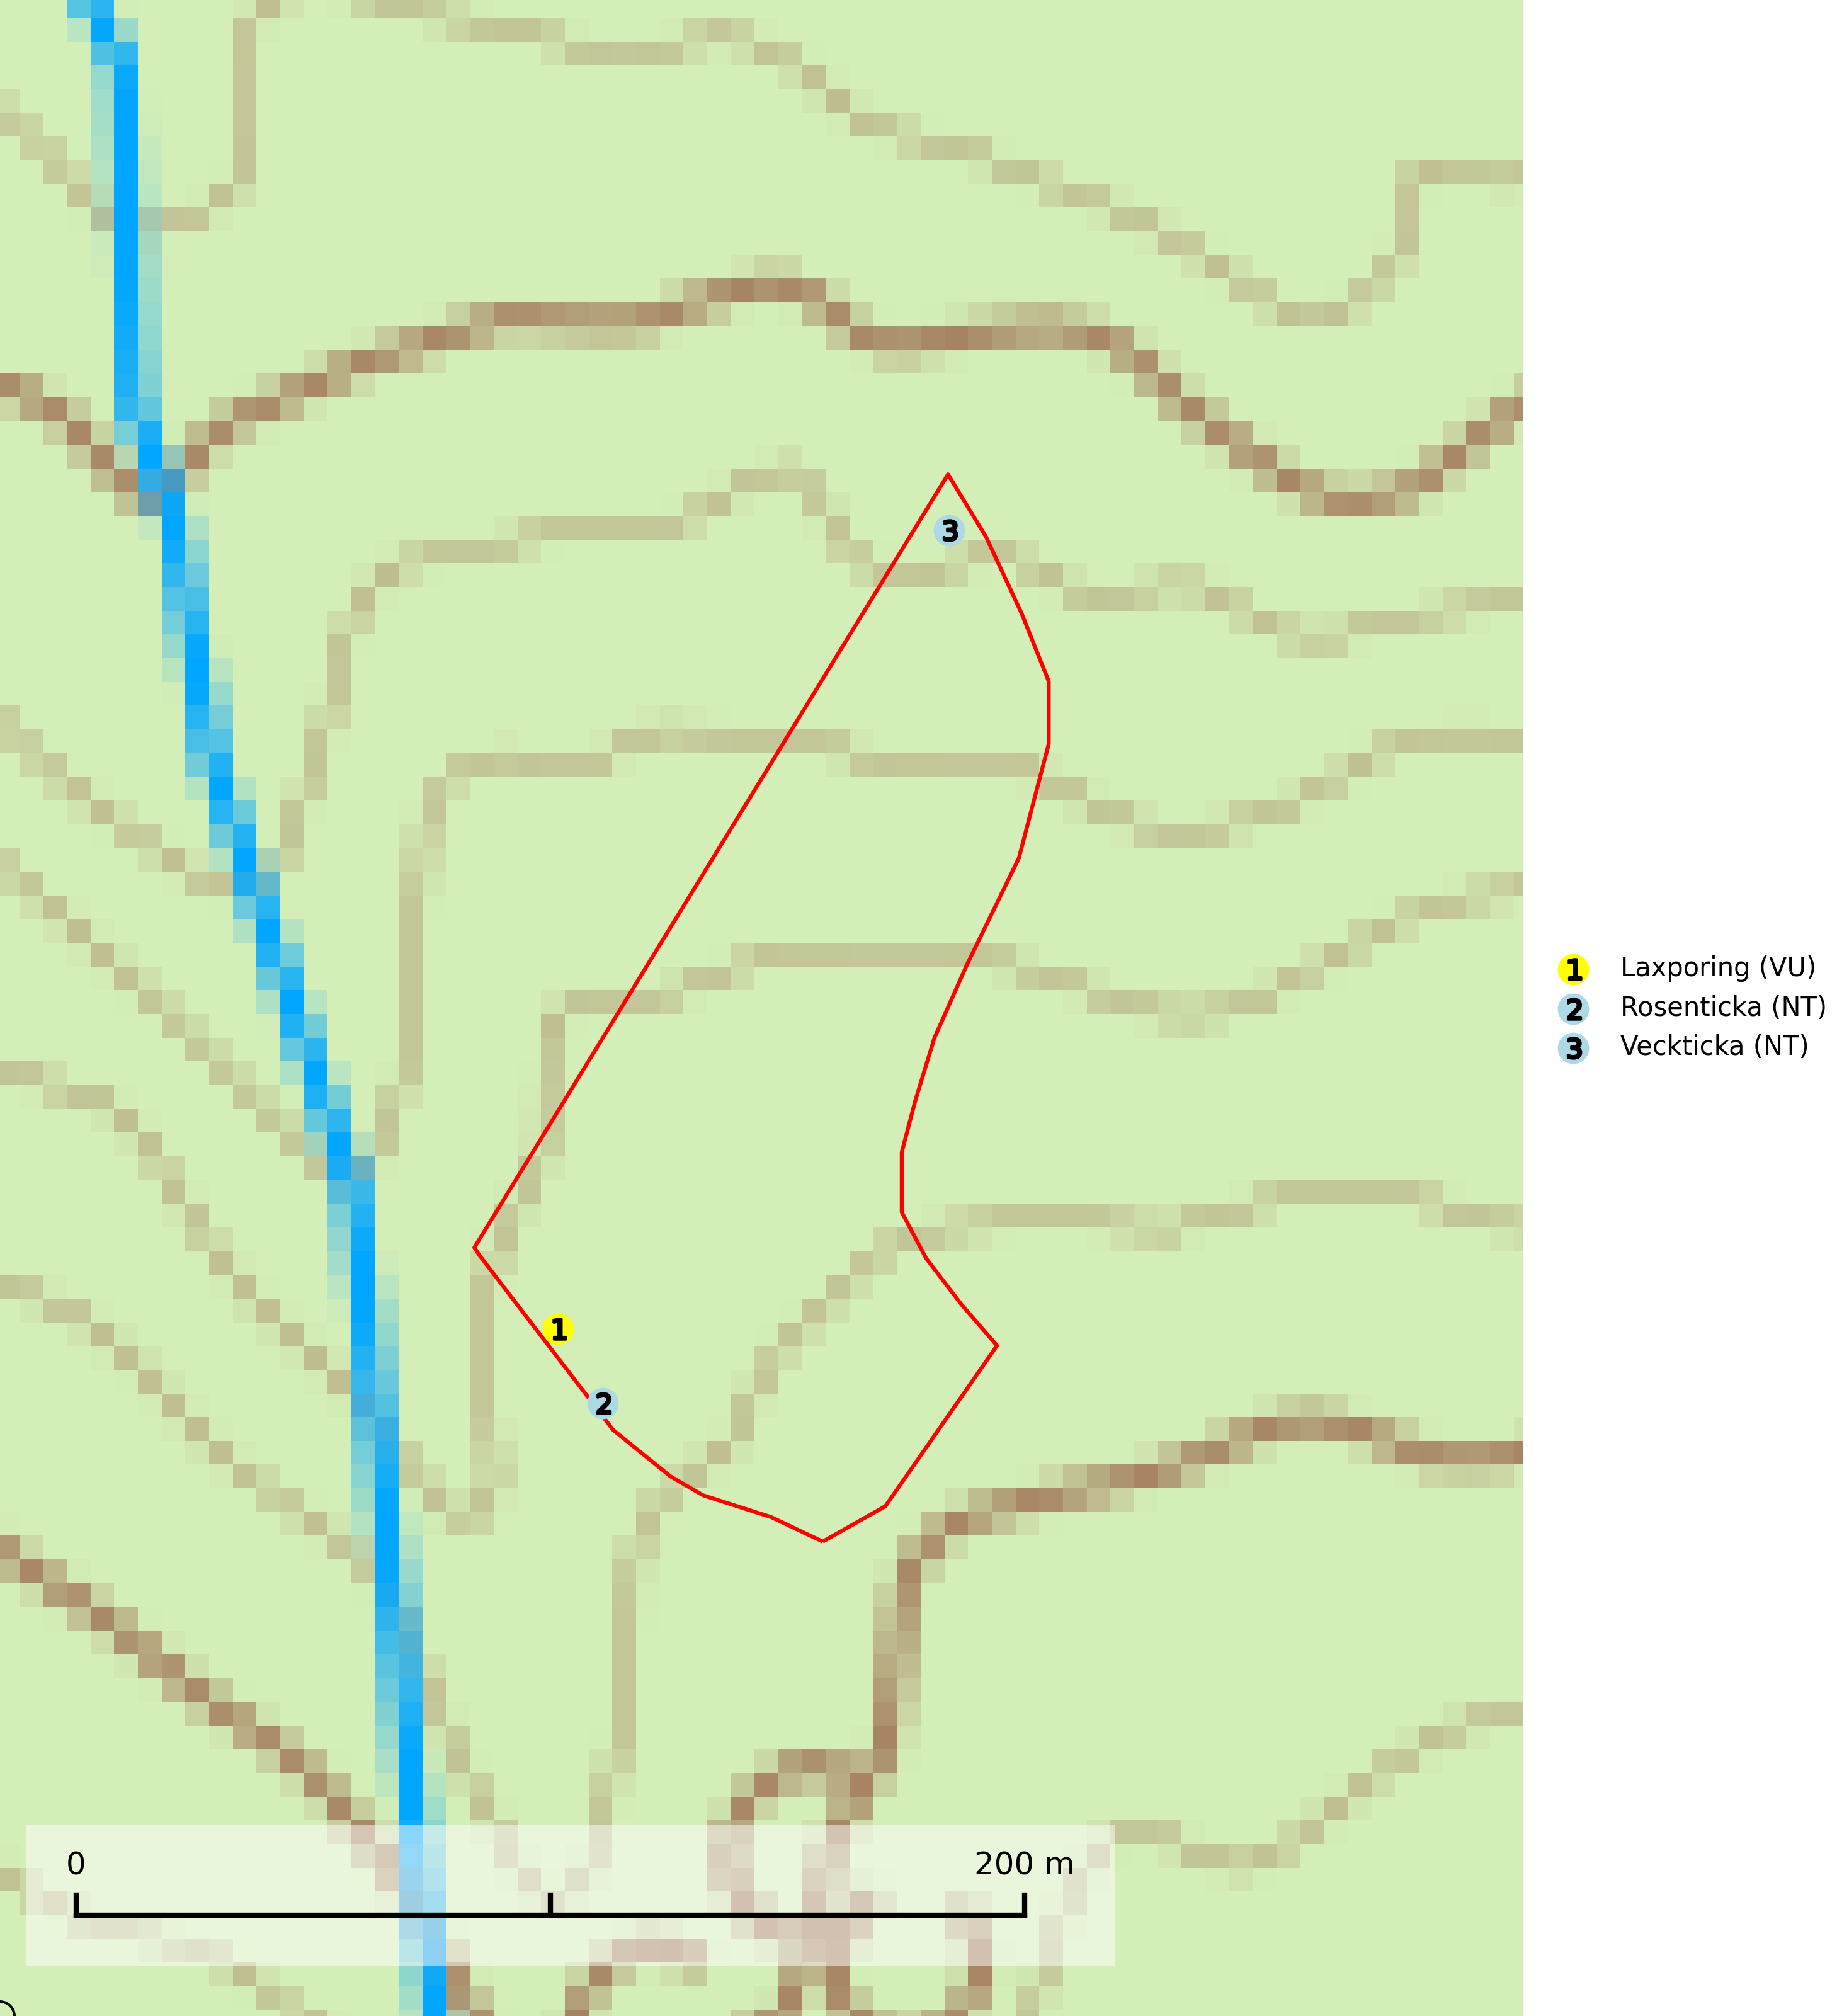 3
1
2
1 Laxporing (VU)
2 Rosenticka (NT)
3 Veckticka (NT)
0 200 m